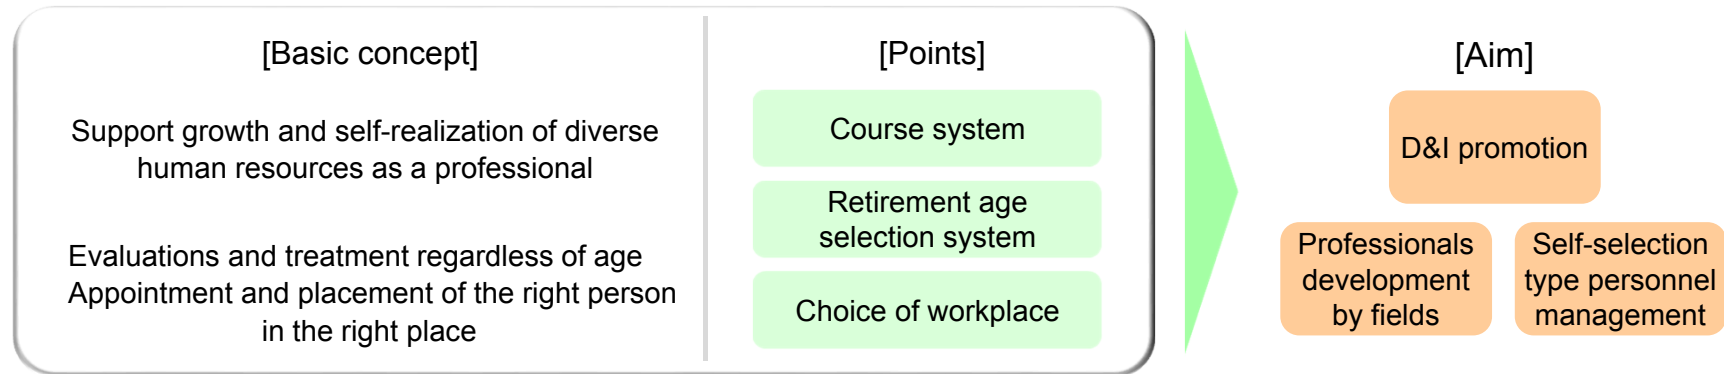 [Basic concept]
Support growth and self-realization of diverse
human resources as a professional
Evaluations and treatment regardless of age
Appointment and placement of the right person
in the right place
[Points]
Course system
Retirement age
selection system
Choice of workplace
[Aim]
D&I promotion
Professionals
development
by fields
Self-selection
type personnel
management